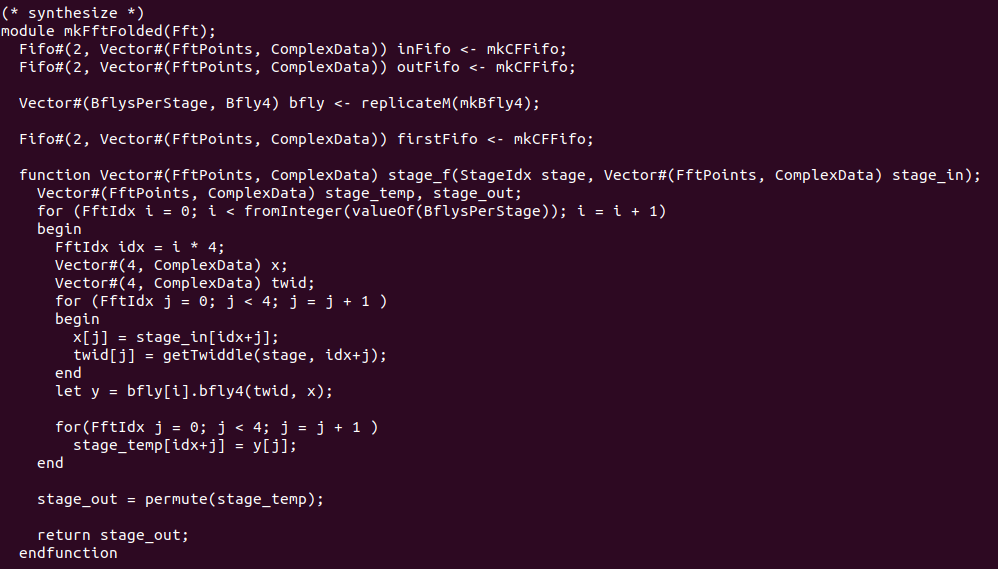 (* synthesize *)
module mkFftFolded(Fft);
  Fifo#(2, Vector#(FftPoints, ComplexData)) inFifo <- mkCFFifo;
  Fifo#(2, Vector#(FftPoints, ComplexData)) outFifo <- mkCFFifo;

  Vector#(BflysPerStage, Bfly4) bfly <- replicateM(mkBfly4);

  Fifo#(2, Vector#(FftPoints, ComplexData)) firstFifo <- mkCFFifo;

  function Vector#(FftPoints, ComplexData) stage_f(StageIdx stage, Vector#(FftPoints, ComplexData) stage_in);
    Vector#(FftPoints, ComplexData) stage_temp, stage_out;
    for (FftIdx i = 0; i < fromInteger(valueOf(BflysPerStage)); i = i + 1)
    begin
      FftIdx idx = i * 4;
      Vector#(4, ComplexData) x;
      Vector#(4, ComplexData) twid;
      for (FftIdx j = 0; j < 4; j = j + 1 )
      begin
        x[j] = stage_in[idx+j];
        twid[j] = getTwiddle(stage, idx+j);
      end
      let y = bfly[i].bfly4(twid, x);

      for(FftIdx j = 0; j < 4; j = j + 1 )
        stage_temp[idx+j] = y[j];
    end

    stage_out = permute(stage_temp);

    return stage_out;
  endfunction